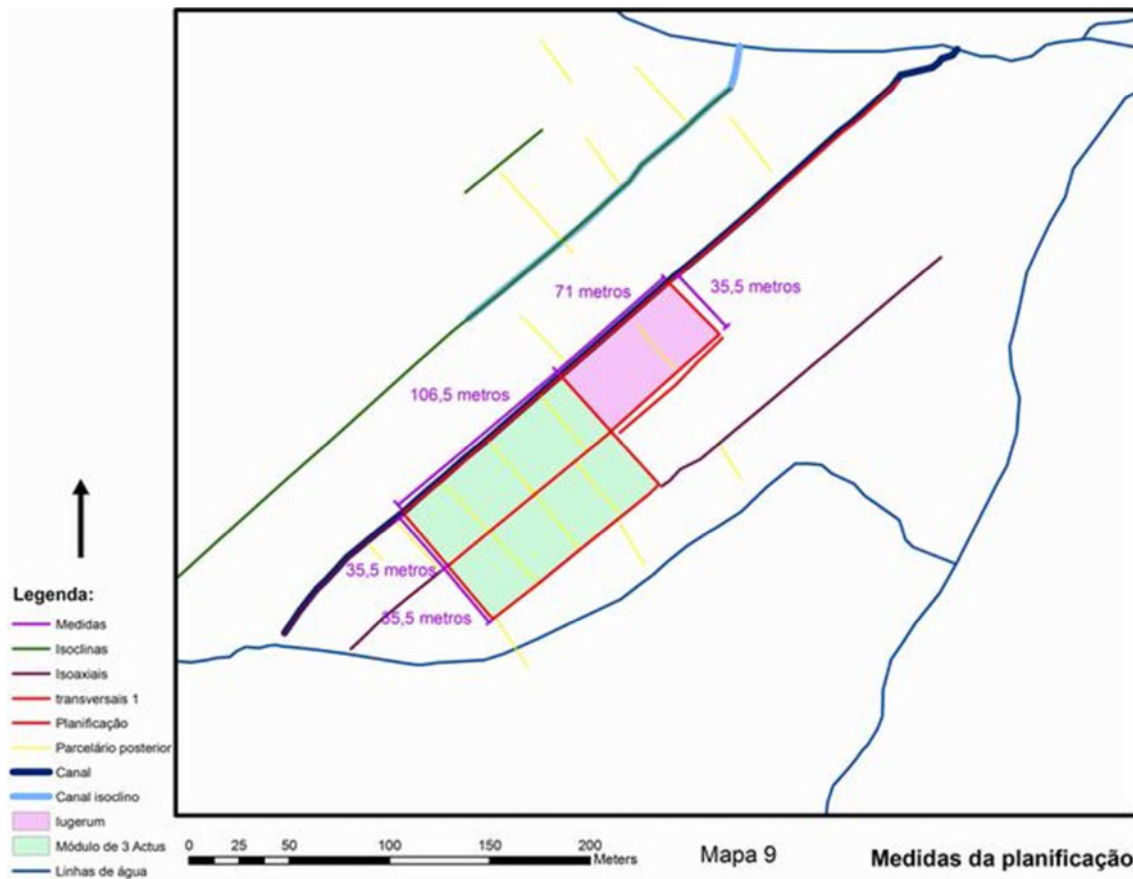 71 metros
35,5 metros
106,5 metros
35,5 metros
35,5 metros
Legenda:
Medidas
Isoclinas
Isoaxiais
transversais 1
Planificação
Parcelário posterior
Canal
Canal isoclino
Iugerum
Módulo de 3 Actus
Linhas de água
0 25 50 100 150 200
Meters
Mapa 9
Medidas da planificação